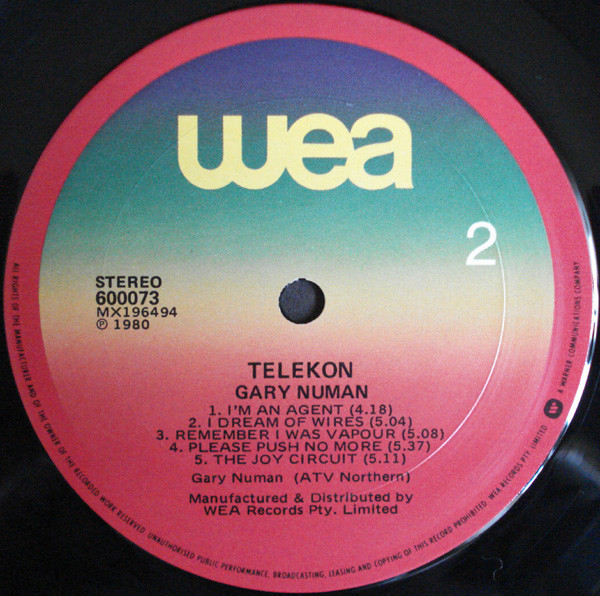 wea
2
STEREO
600073
MX196494
℗ 1980
TELEKON
GARY NUMAN
1. I'M AN AGENT (4.18)
2. I DREAM OF WIRES (5.04)
3. REMEMBER I WAS VAPOUR (5.08)
4. PLEASE PUSH NO MORE (5.37)
5. THE JOY CIRCUIT (5.11)
Gary Numan (ATV Northern)
Manufactured & Distributed by
WEA Records Pty. Limited
ALL RIGHTS OF THE MANUFACTURER AND OF THE OWNER OF THE RECORDED WORK RESERVED. UNAUTHORISED PUBLIC PERFORMANCE, BROADCASTING, LEASING AND COPYING OF THIS RECORD PROHIBITED. WEA RECORDS PTY. LIMITED A WARNER COMMUNICATIONS COMPANY